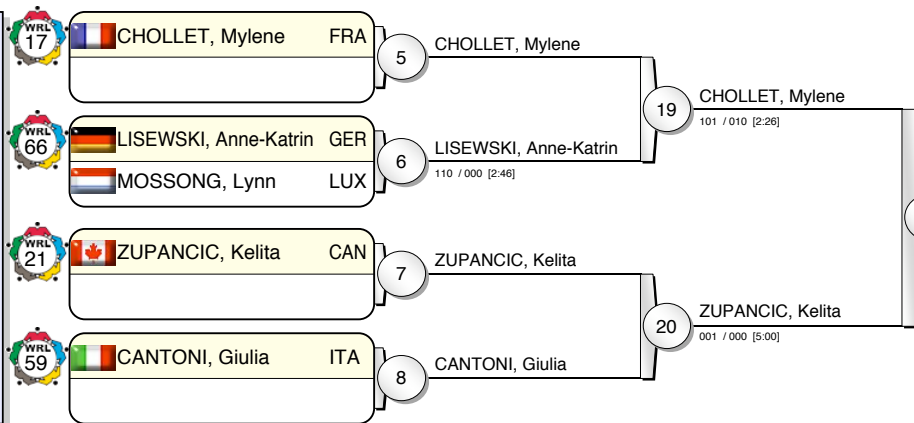 WRL
17
CHOLLET, Mylene FRA
5
CHOLLET, Mylene
19
CHOLLET, Mylene
101 / 010 [2:26]
WRL
66
LISEWSKI, Anne-Katrin GER
MOSSONG, Lynn LUX
6
LISEWSKI, Anne-Katrin
110 / 000 [2:46]
WRL
21
ZUPANCIC, Kelita CAN
7
ZUPANCIC, Kelita
20
ZUPANCIC, Kelita
001 / 000 [5:00]
WRL
59
CANTONI, Giulia ITA
8
CANTONI, Giulia